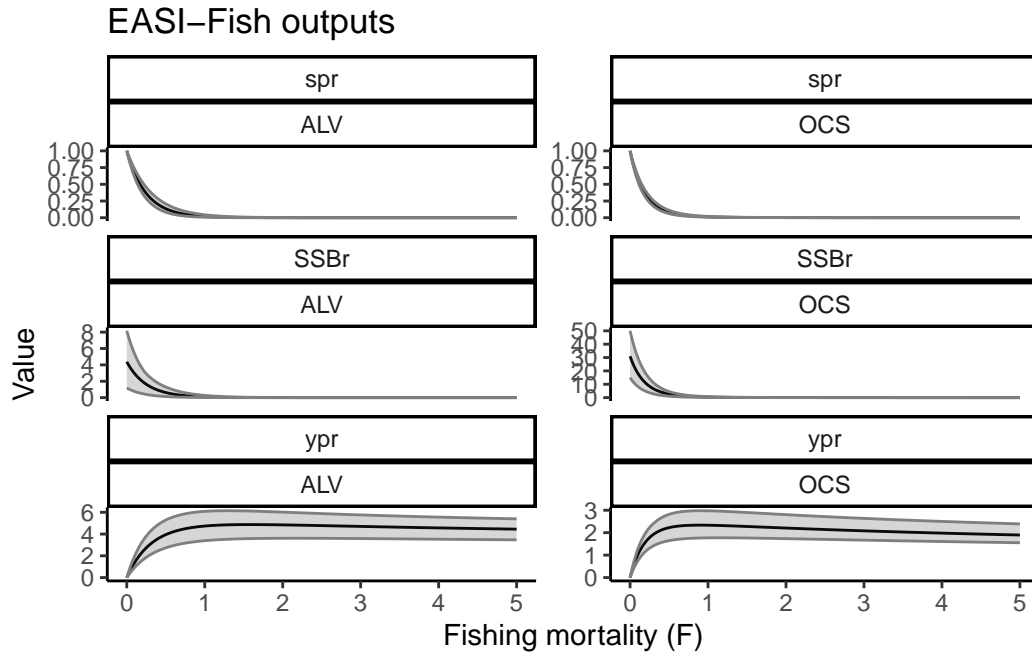 EASI−Fish outputs
spr
spr
ALV
OCS
1.00
0.75
0.50
0.25
0.00
1.00
0.75
0.50
0.25
0.00
SSBr
SSBr
ALV
OCS
8
6
4
2
0
50
40
30
20
10
0
Value
ypr
ypr
ALV
OCS
6
4
2
0
3
2
1
0
0 1 2 3 4 5
0 1 2 3 4 5
Fishing mortality (F)